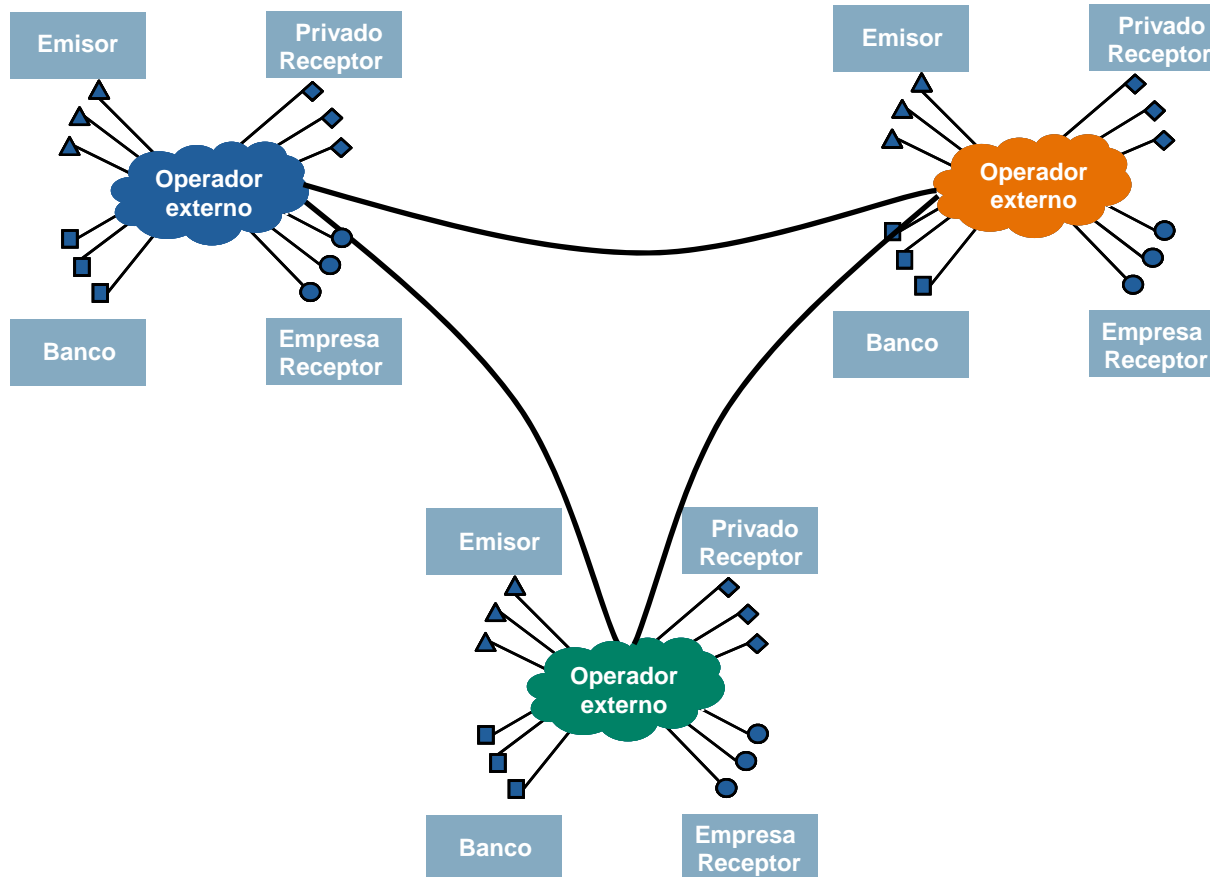 Emisor
Privado
Receptor
Operador
externo
Banco
Empresa
Receptor
Emisor
Privado
Receptor
Operador
externo
Banco
Empresa
Receptor
Emisor
Privado
Receptor
Operador
externo
Banco
Empresa
Receptor